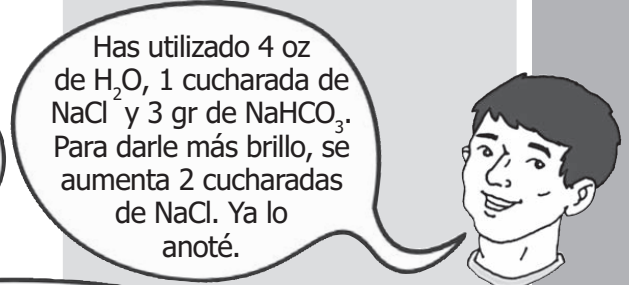 Has utilizado 4 oz
de H₂O, 1 cucharada de
NaCl y 3 gr de NaHCO₃.
Para darle más brillo, se
aumenta 2 cucharadas
de NaCl. Ya lo
anoté.